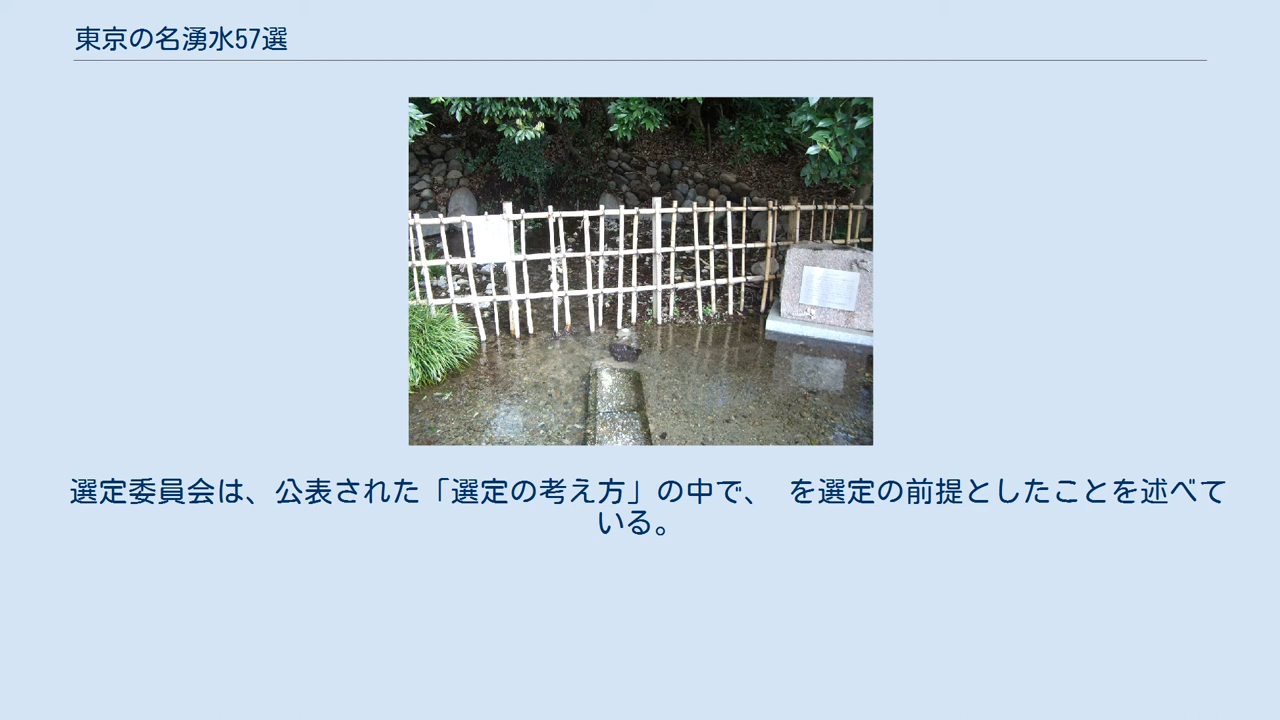 東京の名湧水57選
選定委員会は、公表された「選定の考え方」の中で、 を選定の前提としたことを述べて
いる。